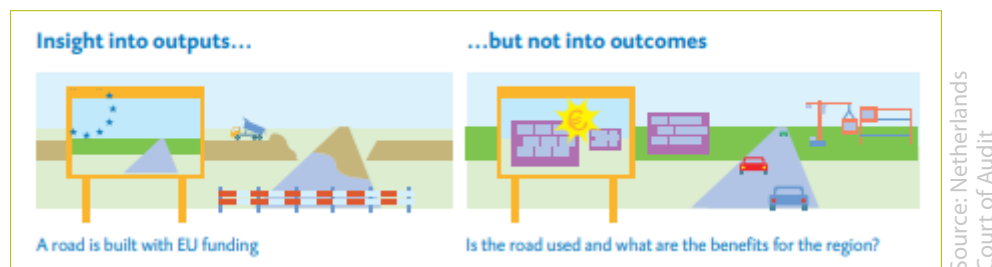 Insight into outputs...
...but not into outcomes
€
A road is built with EU funding
Is the road used and what are the benefits for the region?
Source: Netherlands
Court of Audit